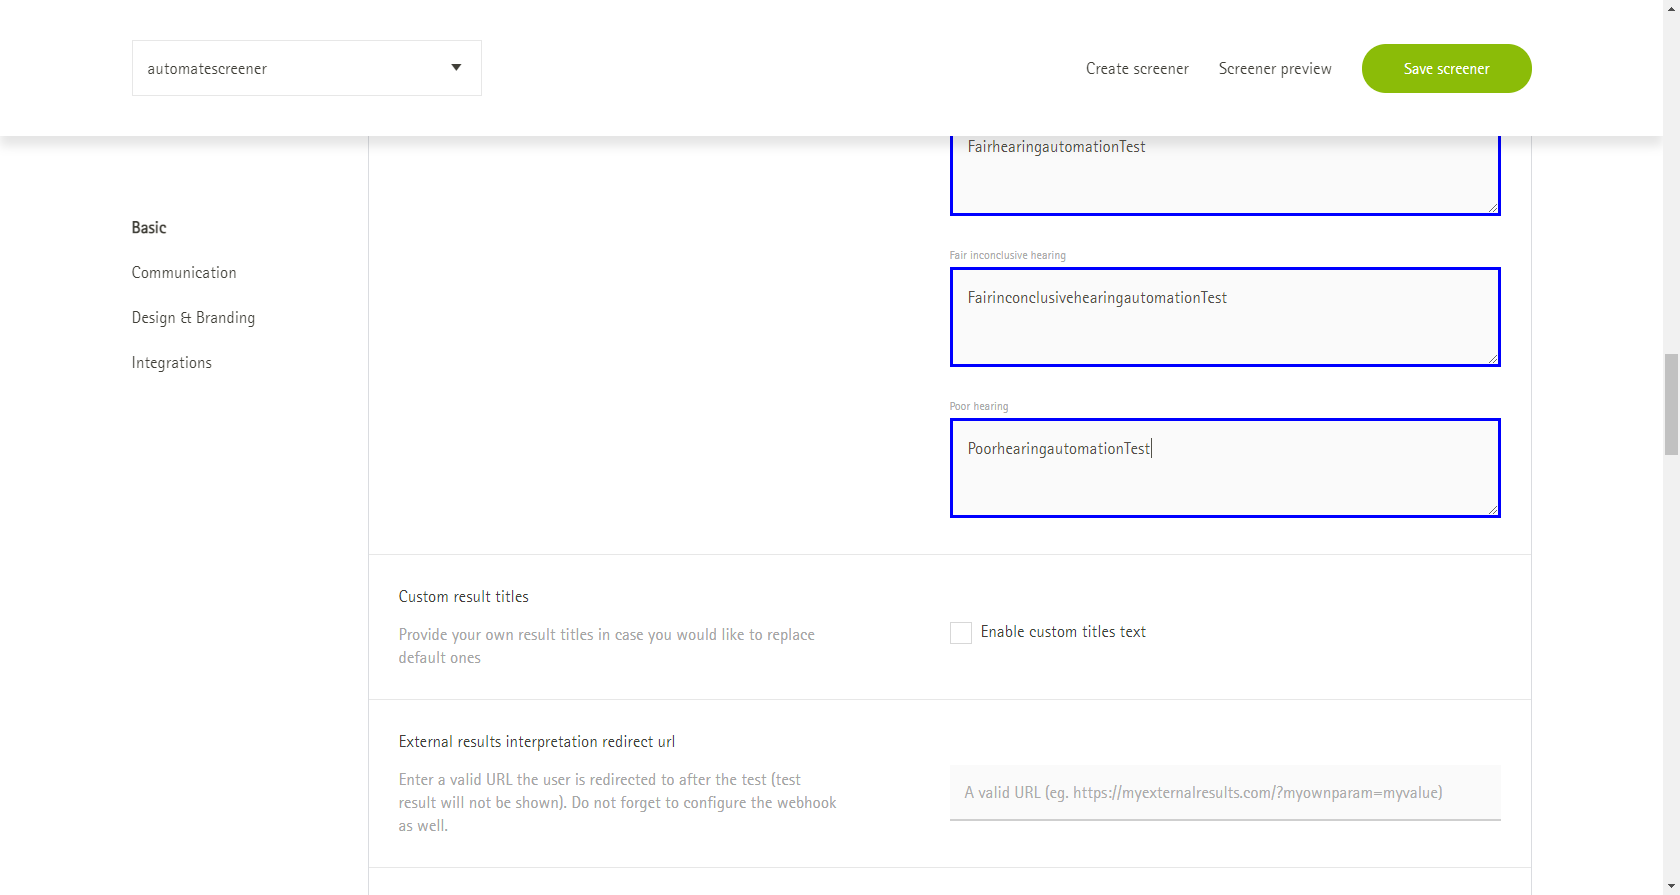 automatescreener
Create screener
Screener preview
Save screener
Basic
Communication
Design & Branding
Integrations
FairhearingautomationTest
Fair inconclusive hearing
FairinconclusivehearingautomationTest
Poor hearing
PoorhearingautomationTest
Custom result titles
Provide your own result titles in case you would like to replace
default ones
Enable custom titles text
External results interpretation redirect url
Enter a valid URL the user is redirected to after the test (test
result will not be shown). Do not forget to configure the webhook
as well.
A valid URL (eg. https://myexternalresults.com/?myownparam=myvalue)